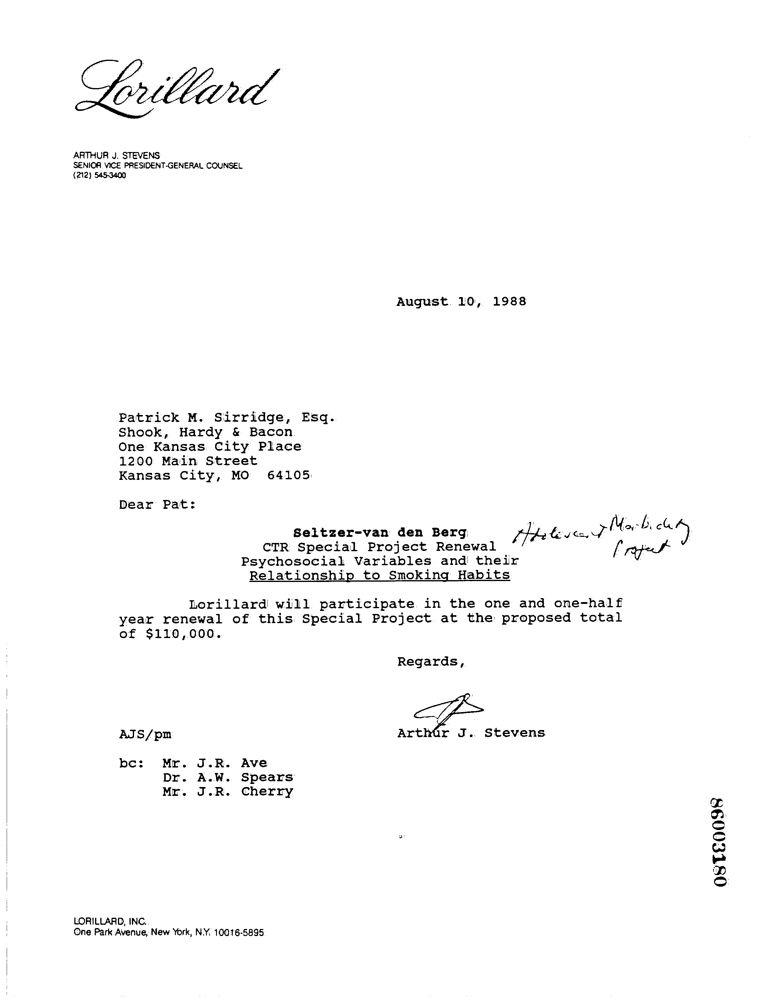 Lorillard
ARTHUR J. STEVENS
SENIOR VICE PRESIDENT-GENERAL COUNSEL
(212) 545-3400
August 10, 1988
Patrick M. Sirridge, Esq.
Shook, Hardy & Bacon
One Kansas City Place
1200 Main Street
Kansas City, MO 64105
Dear Pat:
Seltzer-van den Berg
CTR Special Project Renewal
Psychosocial Variables and their
Relationship to Smoking Habits
Morbidity
Project
Lorillard will participate in the one and one-half
year renewal of this Special Project at the proposed total
of $110,000.
Regards,
Arthur J. Stevens
AJS/pm
bc: Mr. J.R. Ave
Dr. A.W. Spears
Mr. J.R. Cherry
86003180
LORILLARD, INC.
One Park Avenue, New York, N.Y. 10016-5895